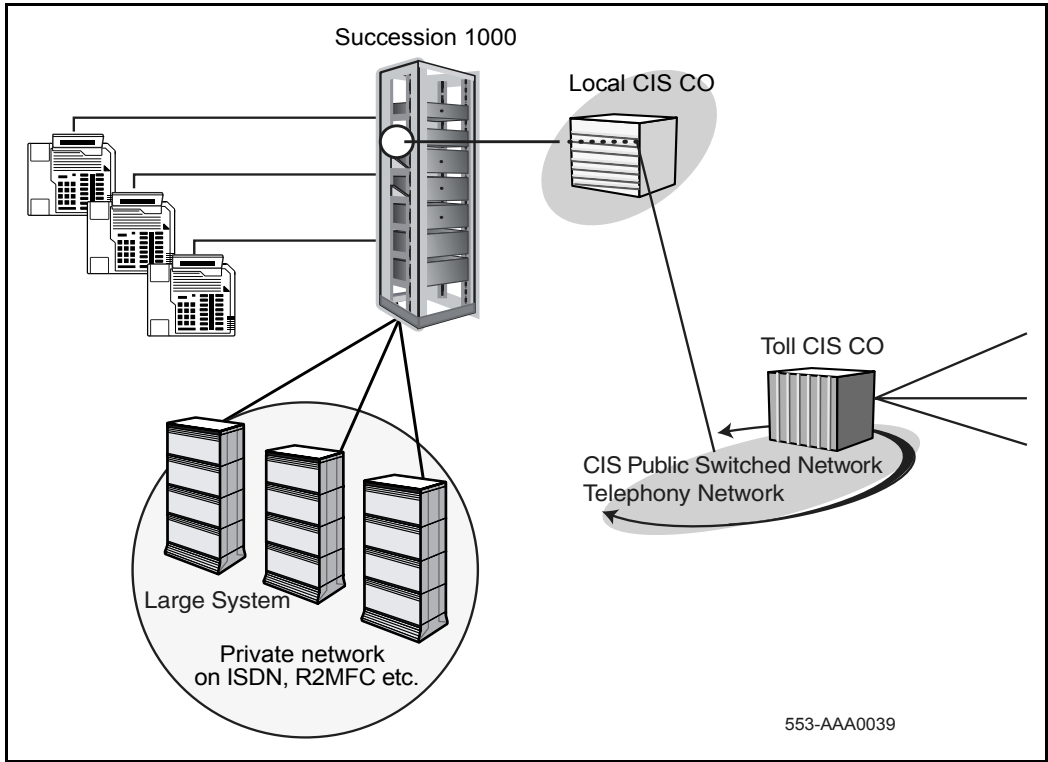 Succession 1000
Local CIS CO
Toll CIS CO
CIS Public Switched Network
Telephony Network
Large System
Private network
on ISDN, R2MFC etc.
553-AAA0039